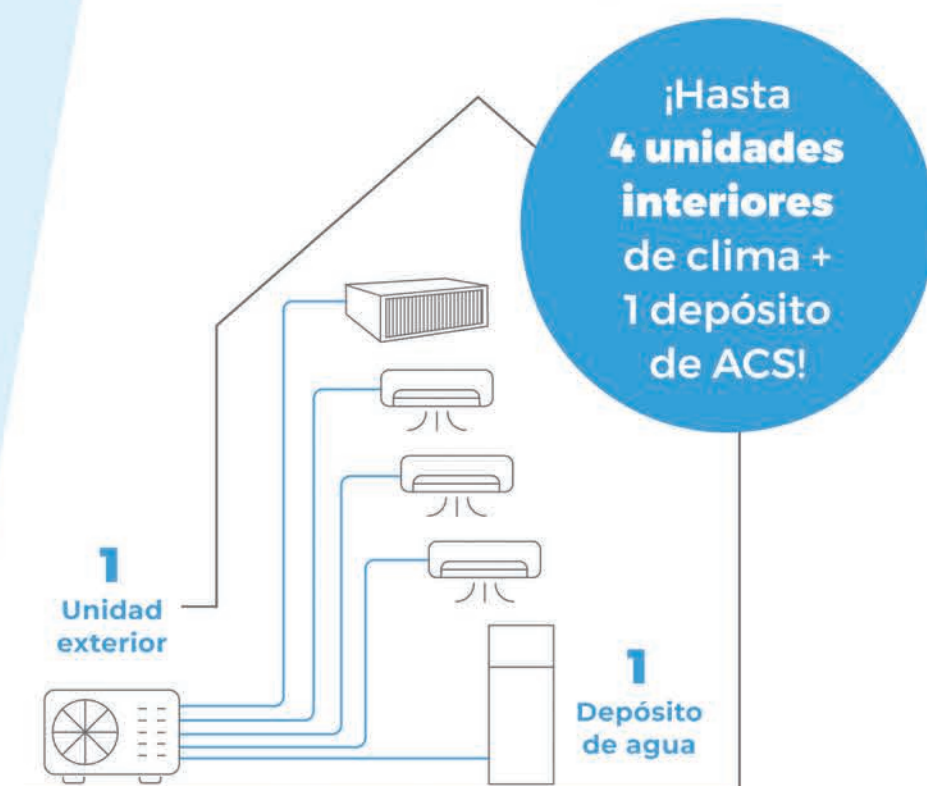 ¡Hasta
4 unidades
interiores
de clima +
1 depósito
de ACS!
1
Unidad
exterior
1
Depósito
de agua